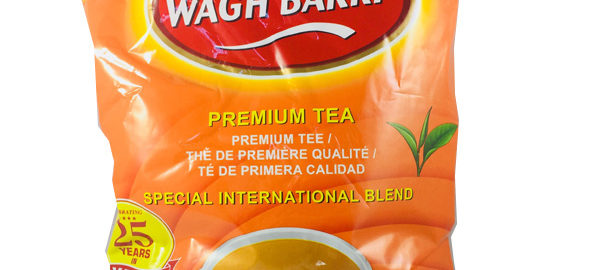 WAGH BAKRI
PREMIUM TEA
PREMIUM TEE /
THÉ DE PREMIÈRE QUALITÉ /
TÉ DE PRIMERA CALIDAD
SPECIAL INTERNATIONAL BLEND
25
YEARS
IN